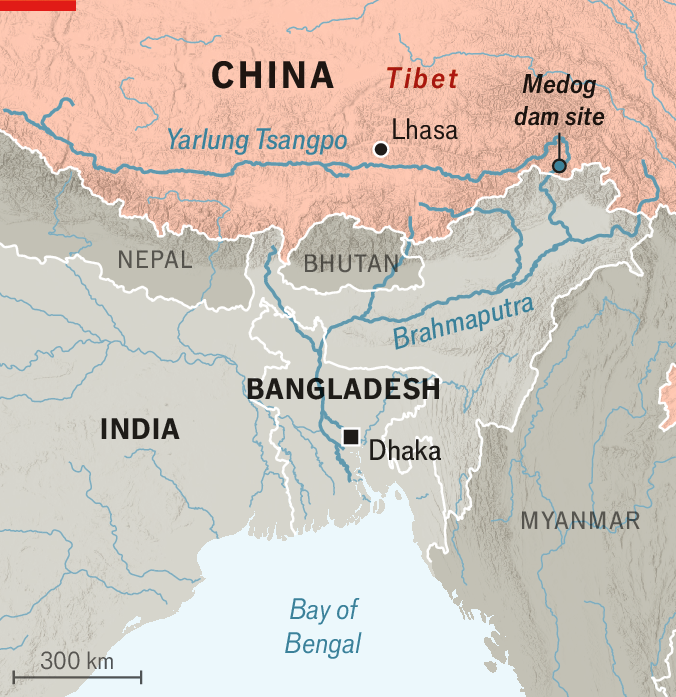 CHINA
Tibet
Medog
dam site
Yarlung Tsangpo
Lhasa
NEPAL
BHUTAN
Brahmaputra
BANGLADESH
INDIA
Dhaka
MYANMAR
Bay of
Bengal
300 km